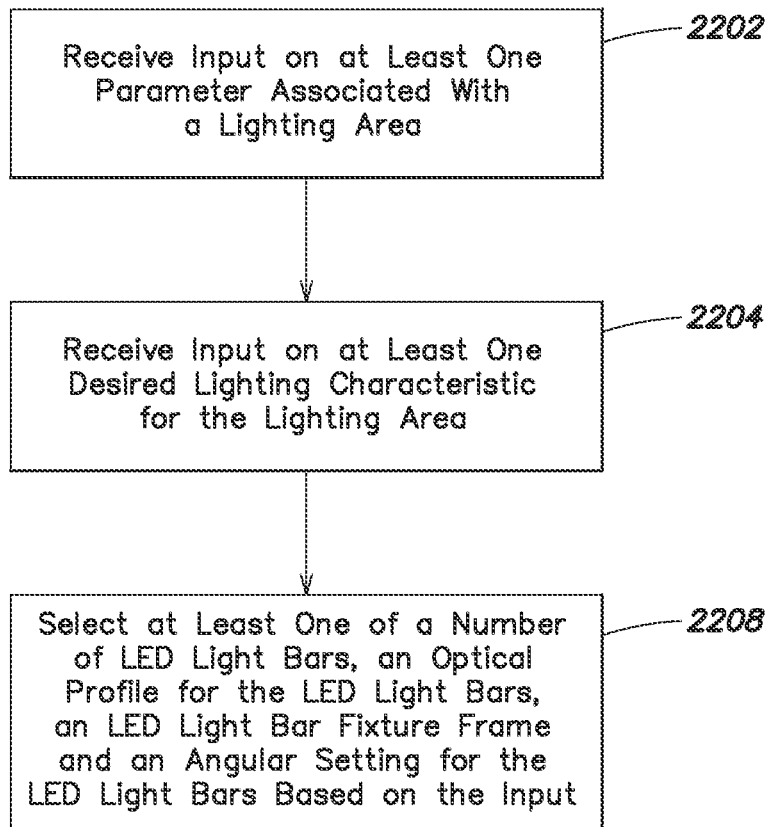 2202
Receive Input on at Least One
Parameter Associated With
a Lighting Area
2204
Receive Input on at Least One
Desired Lighting Characteristic
for the Lighting Area
2208
Select at Least One of a Number
of LED Light Bars, an Optical
Profile for the LED Light Bars,
an LED Light Bar Fixture Frame
and an Angular Setting for the
LED Light Bars Based on the Input